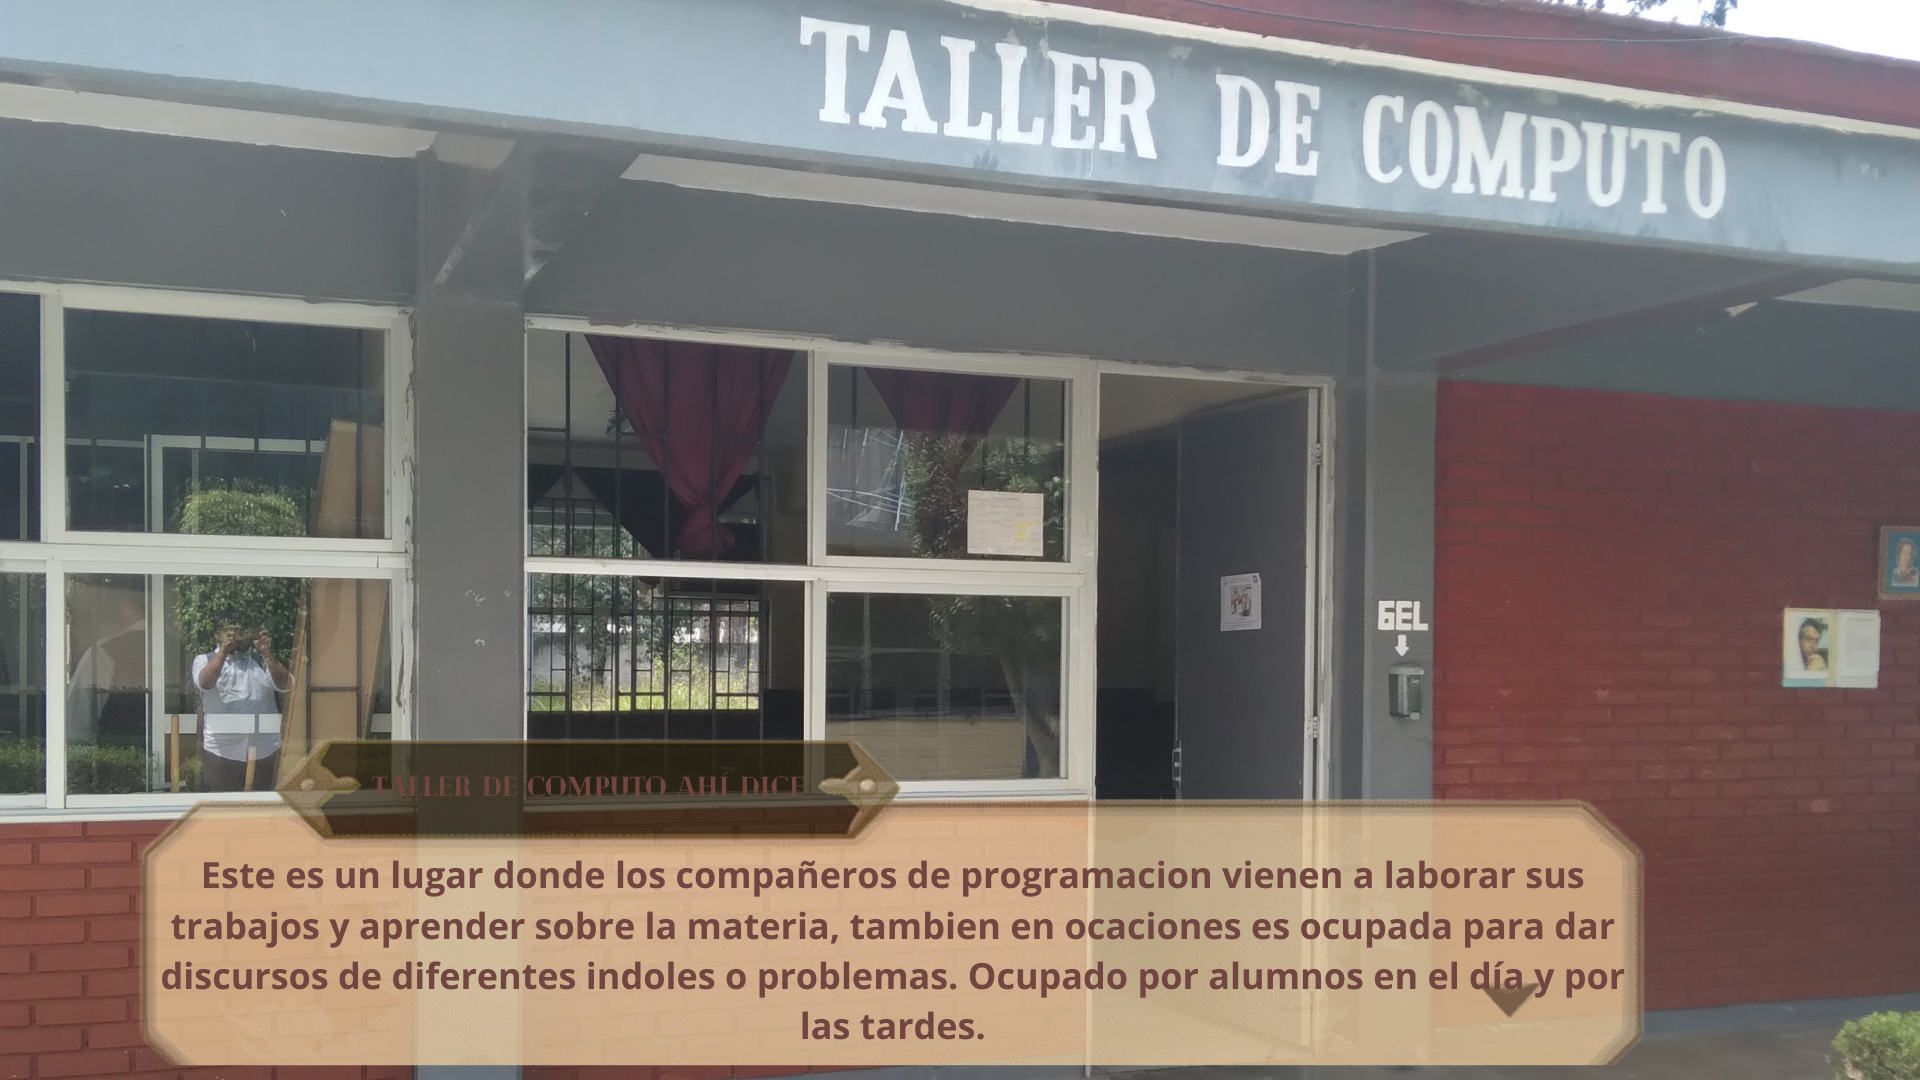 TALLER DE COMPUTO
GEL
TALLER DE COMPUTO AHÍ DICE
Este es un lugar donde los compañeros de programacion vienen a laborar sus
trabajos y aprender sobre la materia, tambien en ocaciones es ocupada para dar
discursos de diferentes indoles o problemas. Ocupado por alumnos en el día y por
las tardes.